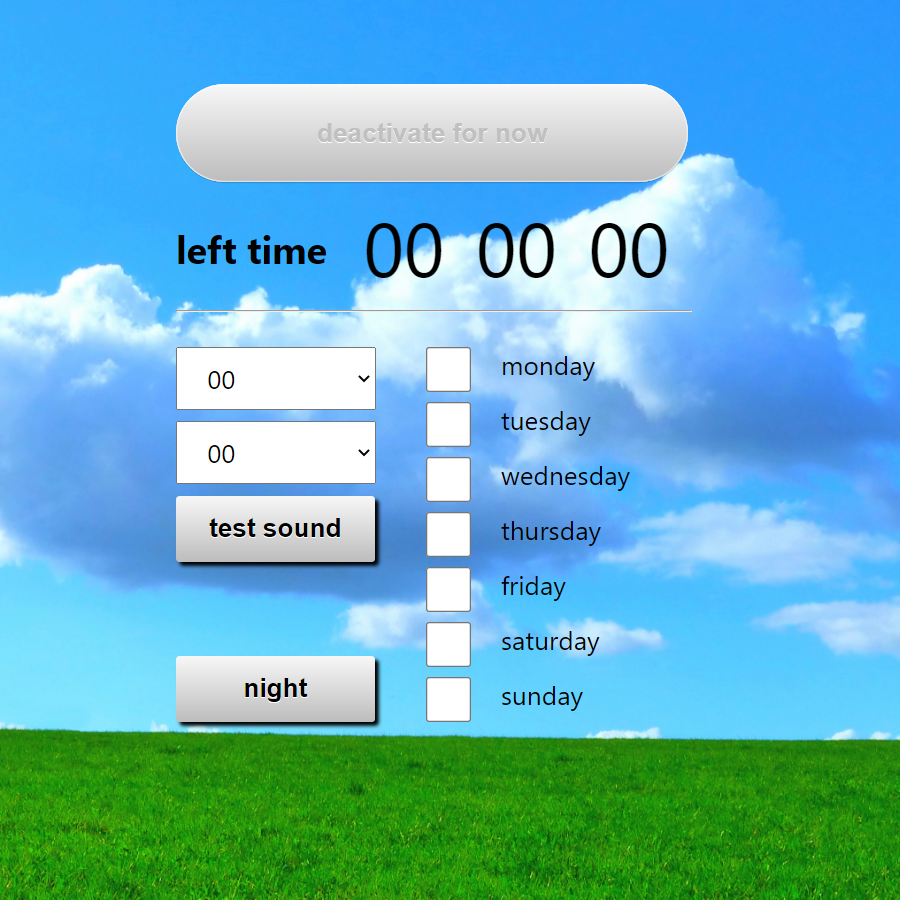 deactivate for now
left time 00 00 00
00
00
test sound
night
monday
tuesday
wednesday
thursday
friday
saturday
sunday